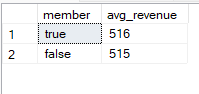 member avg_revenue
1 true 516
2 false 515